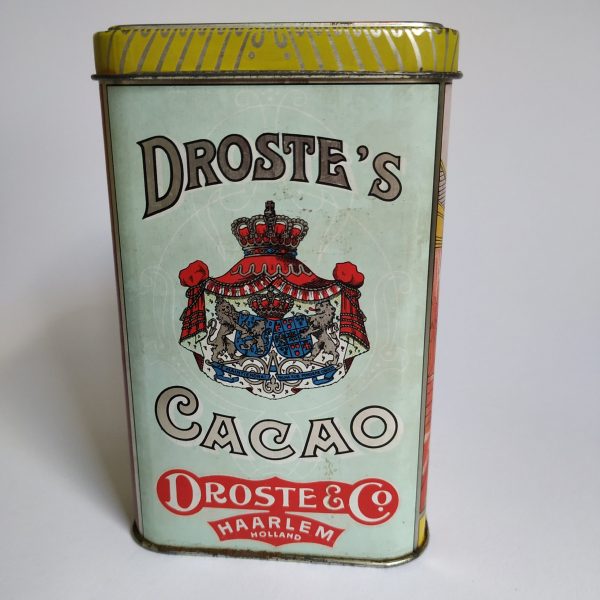 DROSTE'S
CACAO
DROSTE & Co.
HAARLEM
HOLLAND